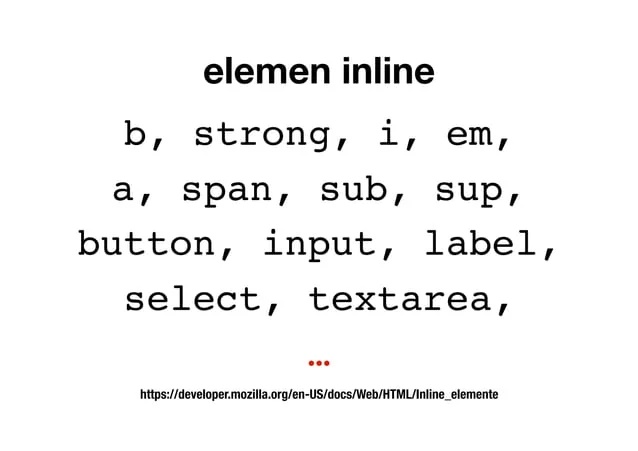 elemen inline
b, strong, i, em,
a, span, sub, sup,
button, input, label,
select, textarea,
...
https://developer.mozilla.org/en-US/docs/Web/HTML/Inline_elemente